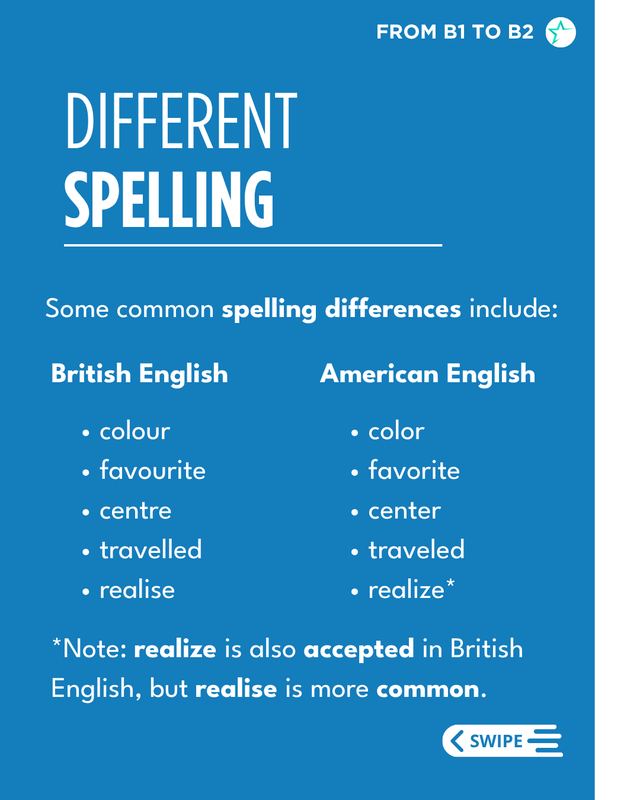 FROM B1 TO B2
DIFFERENT
SPELLING
Some common spelling differences include:
British English
• colour
• favourite
• centre
• travelled
• realise
American English
• color
• favorite
• center
• traveled
• realize*
*Note: realize is also accepted in British
English, but realise is more common.
SWIPE